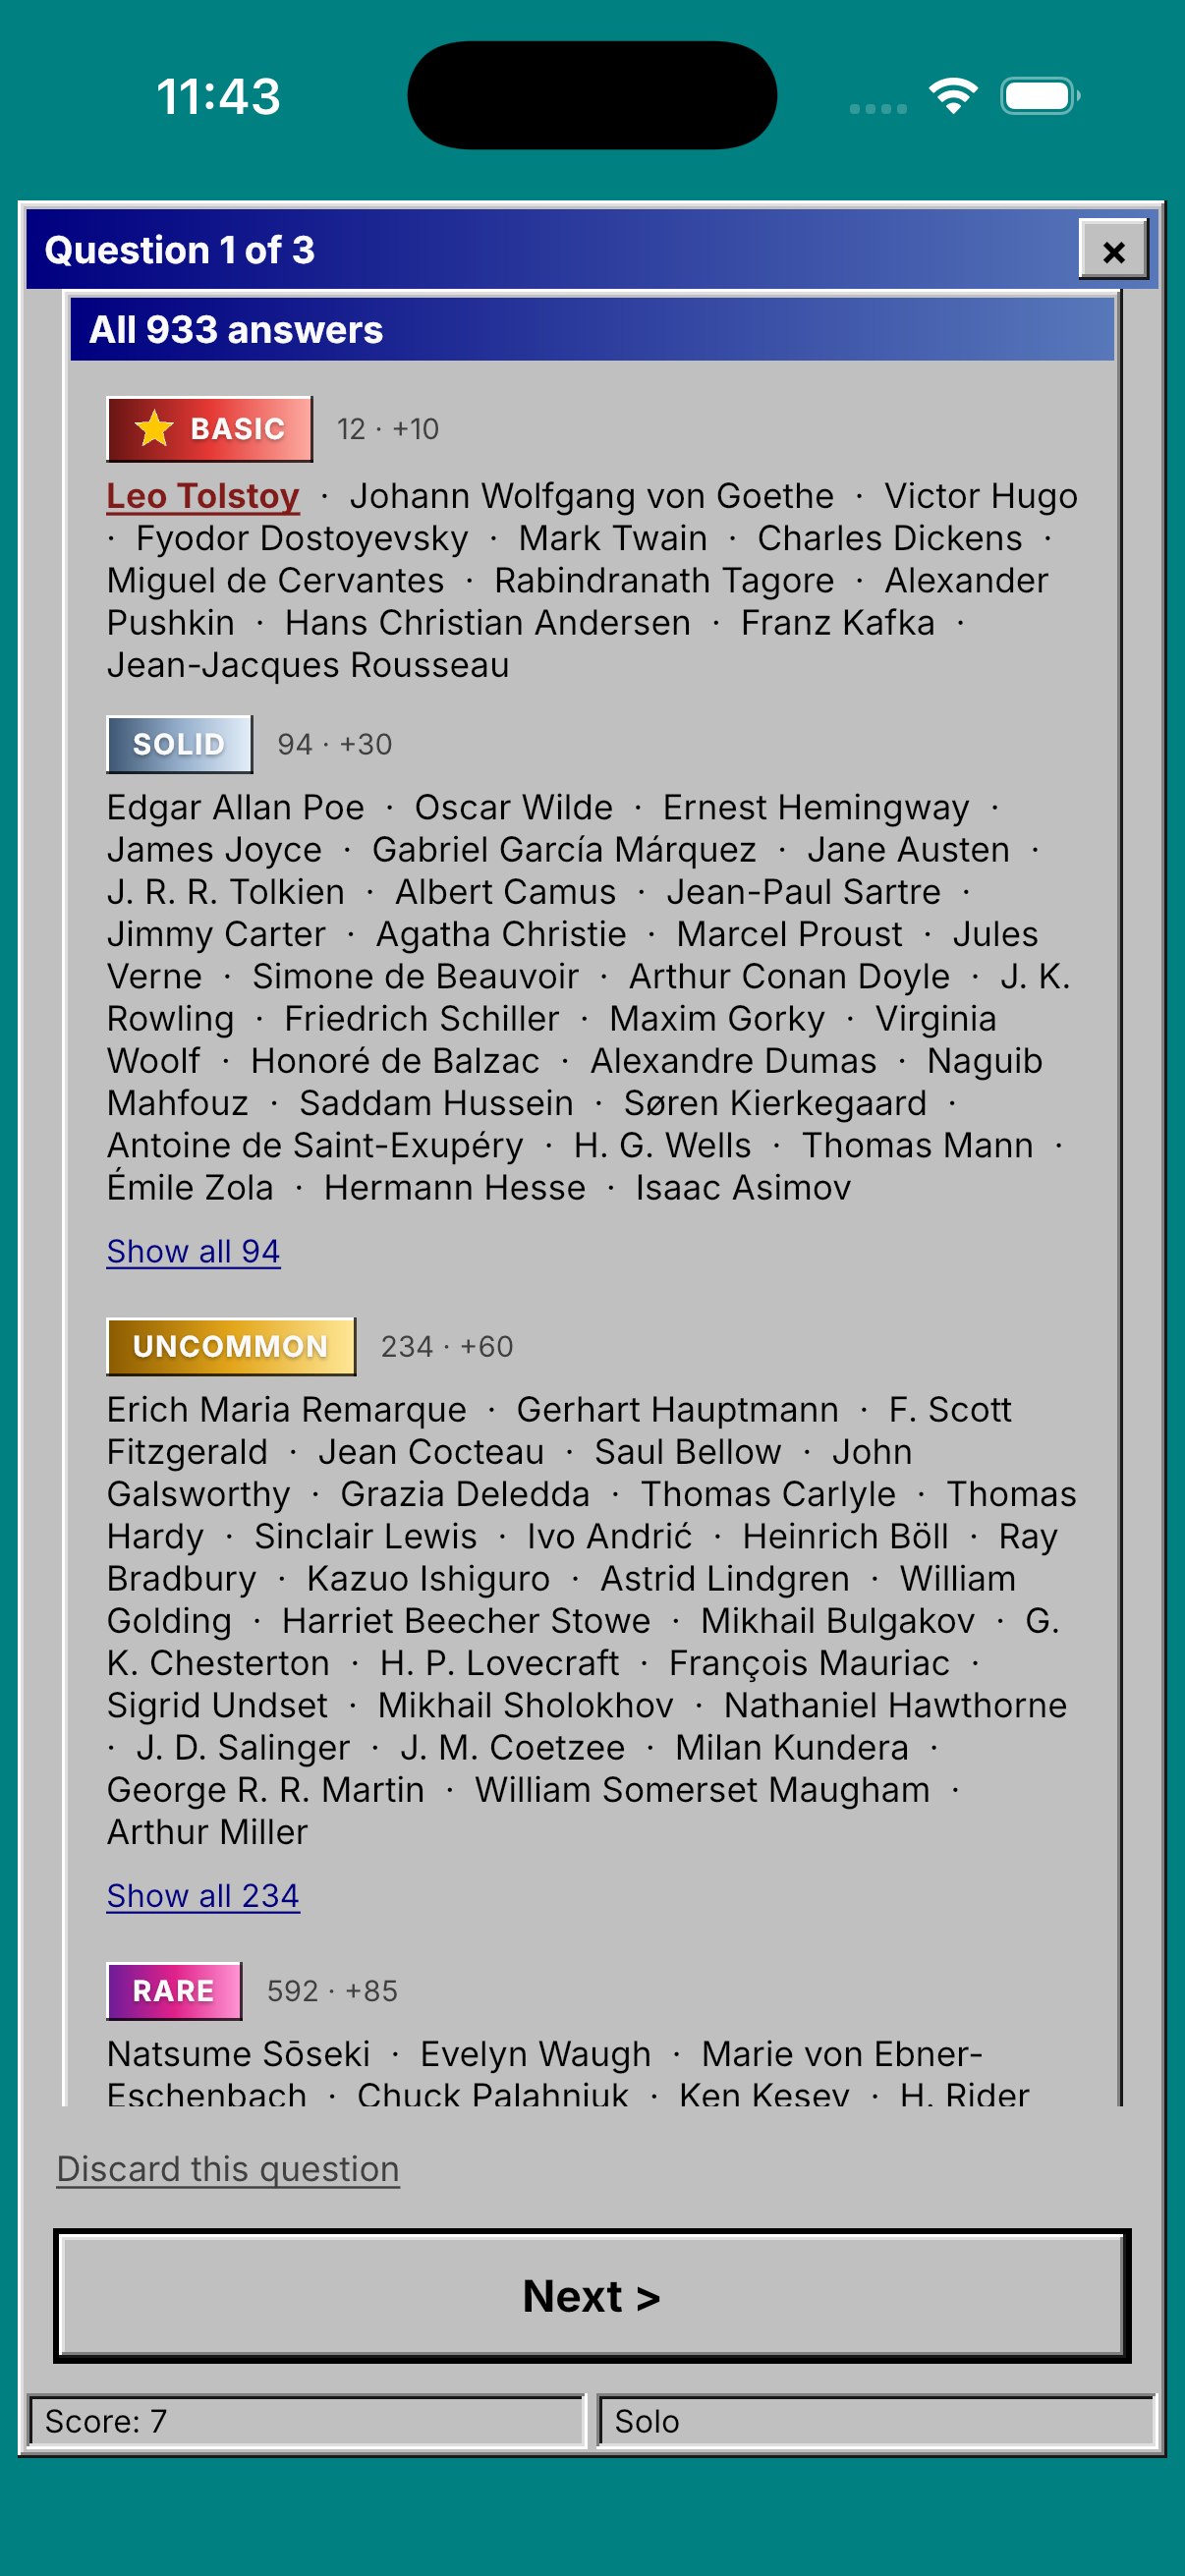 11:43
Question 1 of 3
×
All 933 answers
⭐ BASIC 12 · +10
Leo Tolstoy · Johann Wolfgang von Goethe · Victor Hugo
· Fyodor Dostoyevsky · Mark Twain · Charles Dickens ·
Miguel de Cervantes · Rabindranath Tagore · Alexander
Pushkin · Hans Christian Andersen · Franz Kafka ·
Jean-Jacques Rousseau
SOLID 94 · +30
Edgar Allan Poe · Oscar Wilde · Ernest Hemingway ·
James Joyce · Gabriel García Márquez · Jane Austen ·
J. R. R. Tolkien · Albert Camus · Jean-Paul Sartre ·
Jimmy Carter · Agatha Christie · Marcel Proust · Jules
Verne · Simone de Beauvoir · Arthur Conan Doyle · J. K.
Rowling · Friedrich Schiller · Maxim Gorky · Virginia
Woolf · Honoré de Balzac · Alexandre Dumas · Naguib
Mahfouz · Saddam Hussein · Søren Kierkegaard ·
Antoine de Saint-Exupéry · H. G. Wells · Thomas Mann ·
Émile Zola · Hermann Hesse · Isaac Asimov
Show all 94
UNCOMMON 234 · +60
Erich Maria Remarque · Gerhart Hauptmann · F. Scott
Fitzgerald · Jean Cocteau · Saul Bellow · John
Galsworthy · Grazia Deledda · Thomas Carlyle · Thomas
Hardy · Sinclair Lewis · Ivo Andrić · Heinrich Böll · Ray
Bradbury · Kazuo Ishiguro · Astrid Lindgren · William
Golding · Harriet Beecher Stowe · Mikhail Bulgakov · G.
K. Chesterton · H. P. Lovecraft · François Mauriac ·
Sigrid Undset · Mikhail Sholokhov · Nathaniel Hawthorne
· J. D. Salinger · J. M. Coetzee · Milan Kundera ·
George R. R. Martin · William Somerset Maugham ·
Arthur Miller
Show all 234
RARE 592 · +85
Natsume Sōseki · Evelyn Waugh · Marie von Ebner-
Eschenbach · Chuck Palahniuk · Ken Kesey · H. Rider
Discard this question
Next >
Score: 7
Solo